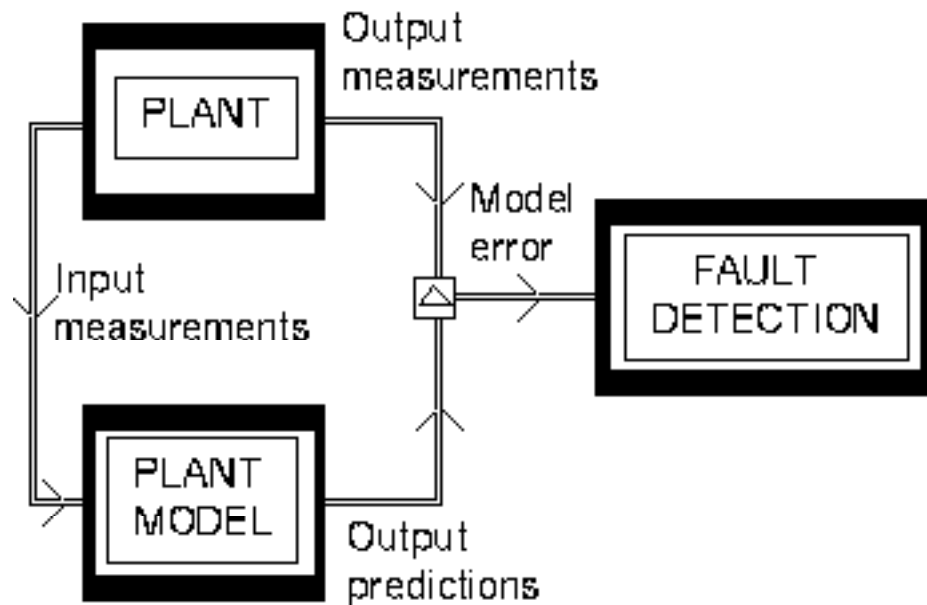 Output
measurements
PLANT
Model
error
Input
measurements
FAULT
DETECTION
PLANT
MODEL
Output
predictions